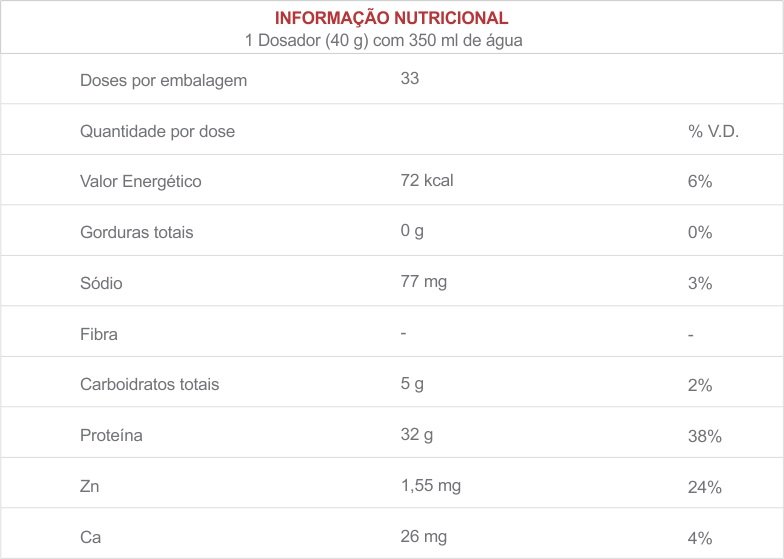 INFORMAÇÃO NUTRICIONAL
1 Dosador (40 g) com 350 ml de água
Doses por embalagem 33
Quantidade por dose % V.D.
Valor Energético 72 kcal 6%
Gorduras totais 0 g 0%
Sódio 77 mg 3%
Fibra - -
Carboidratos totais 5 g 2%
Proteína 32 g 38%
Zn 1,55 mg 24%
Ca 26 mg 4%